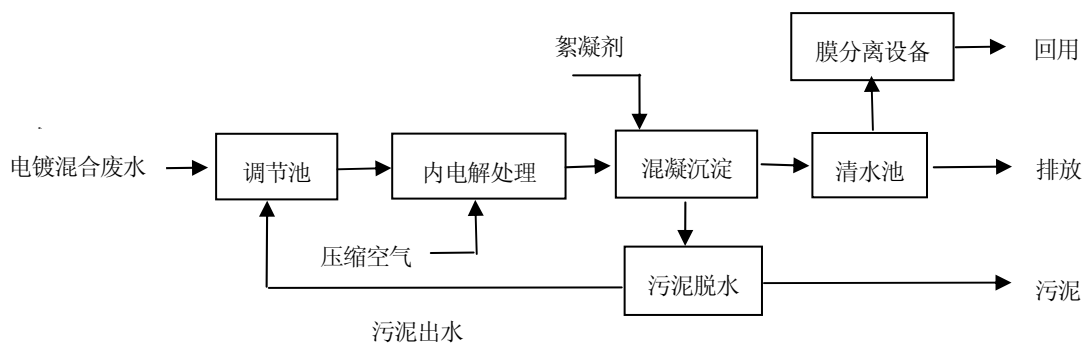 絮凝剂
膜分离设备
回用
电镀混合废水
调节池
内电解处理
混凝沉淀
清水池
排放
压缩空气
污泥脱水
污泥
污泥出水